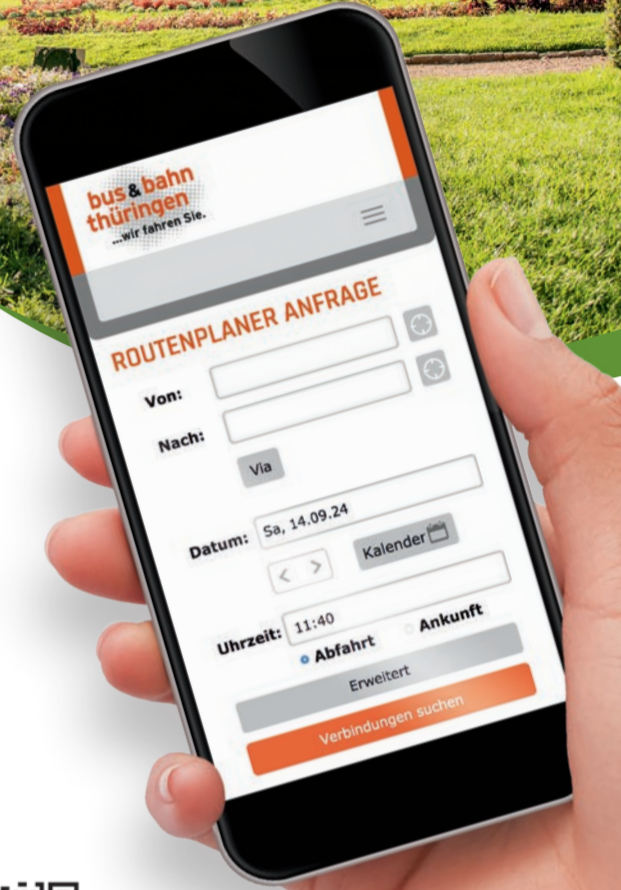 bus & bahn
thüringen
...wir fahren Sie.
ROUTENPLANER ANFRAGE
Von:
Nach:
Via
Datum: Sa, 14.09.24
< > Kalender
Uhrzeit: 11:40
Abfahrt Ankunft
Erweitert
Verbindungen suchen